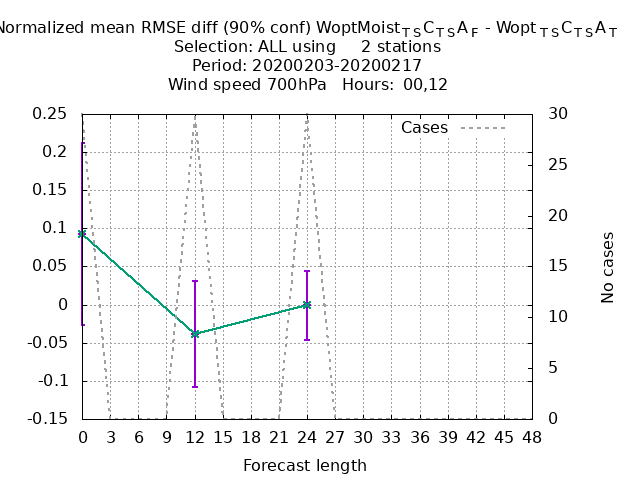 Normalized mean RMSE diff (90% conf) WoptMoist T S C T S A F - Wopt T S C T S A T
Selection: ALL using 2 stations
Period: 20200203-20200217
Wind speed 700hPa Hours: 00,12
Cases
0.25
0.2
0.15
0.1
0.05
0
-0.05
-0.1
-0.15
30
25
20
15
10
5
0
No cases
0 3 6 9 12 15 18 21 24 27 30 33 36 39 42 45 48
Forecast length